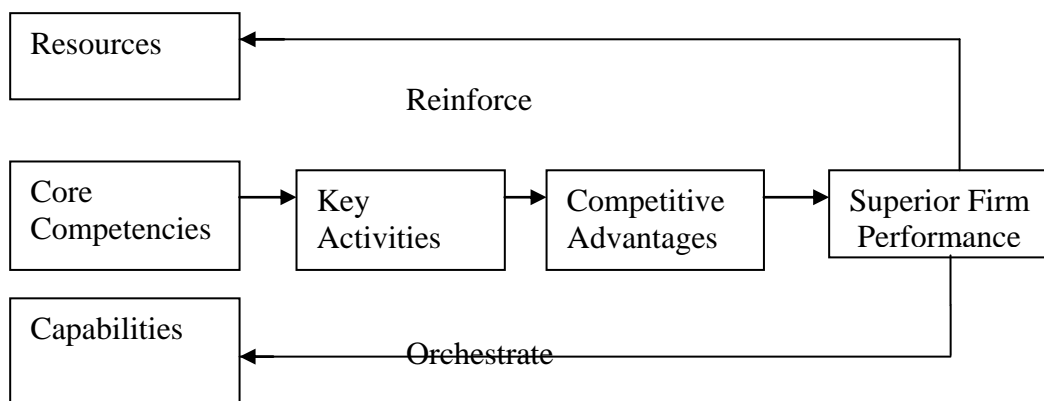 Resources
Reinforce
Core
Competencies
Key
Activities
Competitive
Advantages
Superior Firm
Performance
Capabilities
Orchestrate